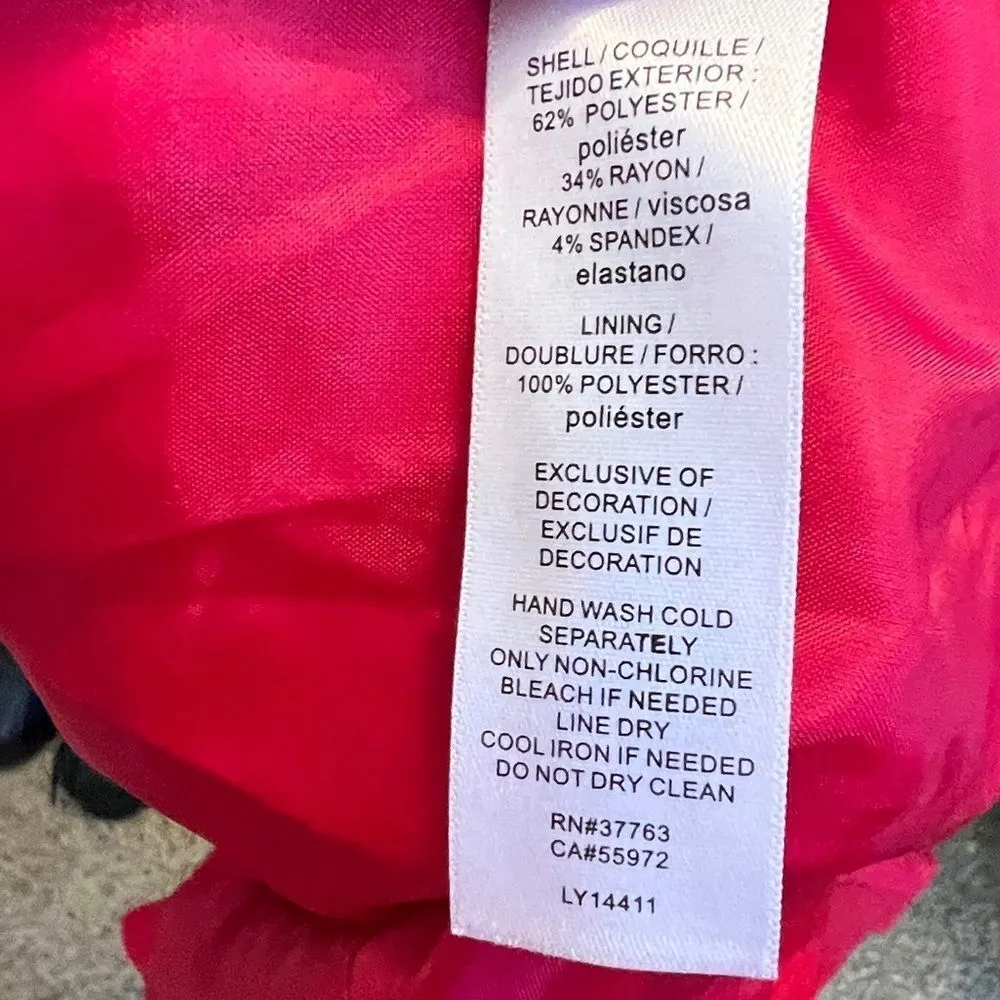 SHELL / COQUILLE /
TEJIDO EXTERIOR :
62% POLYESTER /
poliéster
34% RAYON /
RAYONNE / viscosa
4% SPANDEX /
elastano
LINING /
DOUBLURE / FORRO :
100% POLYESTER /
poliéster
EXCLUSIVE OF
DECORATION /
EXCLUSIF DE
DECORATION
HAND WASH COLD
SEPARATELY
ONLY NON-CHLORINE
BLEACH IF NEEDED
LINE DRY
COOL IRON IF NEEDED
DO NOT DRY CLEAN
RN#37763
CA#55972
LY14411